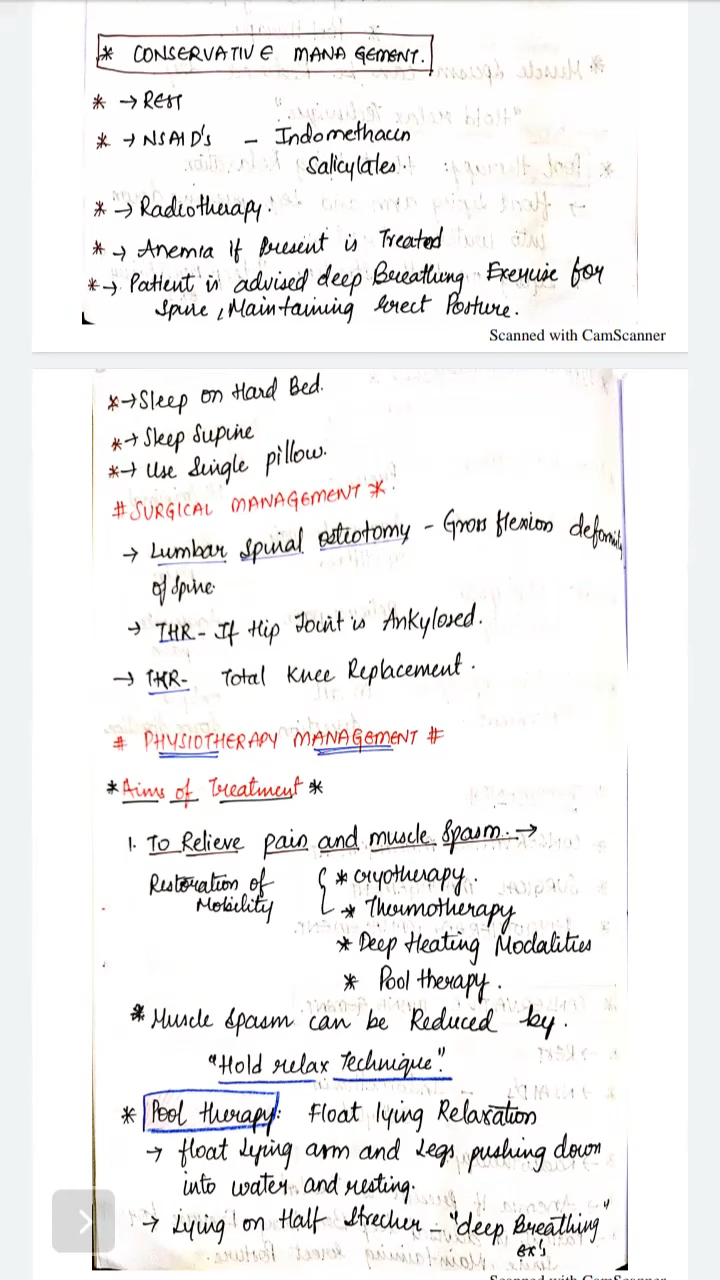 * CONSERVATIVE MANAGEMENT.
* → REST
* → NSAID's - Indomethacin
Salicylates.
* → Radiotherapy.
* → Anemia if Present is Treated
* → Patient is advised deep Breathing Exercise for
Spine, Maintaining Erect Posture.
Scanned with CamScanner
* → Sleep on Hard Bed.
* → Sleep Supine
* → Use Single pillow.
# SURGICAL MANAGEMENT *
→ Lumbar Spinal osteotomy - Gross flexion deformity
of Spine.
→ THR - If Hip Joint is Ankylosed.
→ TKR - Total Knee Replacement.
# PHYSIOTHERAPY MANAGEMENT #
* Aims of Treatment *
1. To Relieve pain and muscle Spasm. →
Restoration of Mobility
* cryotherapy.
* Thermotherapy
* Deep Heating Modalities
* Pool therapy.
* Muscle Spasm can be Reduced by.
"Hold relax Technique."
* Pool therapy: Float lying Relaxation
→ float lying arm and Legs pushing down
into water and resting.
→ Lying on Half Strecher - "deep Breathing"
ex's